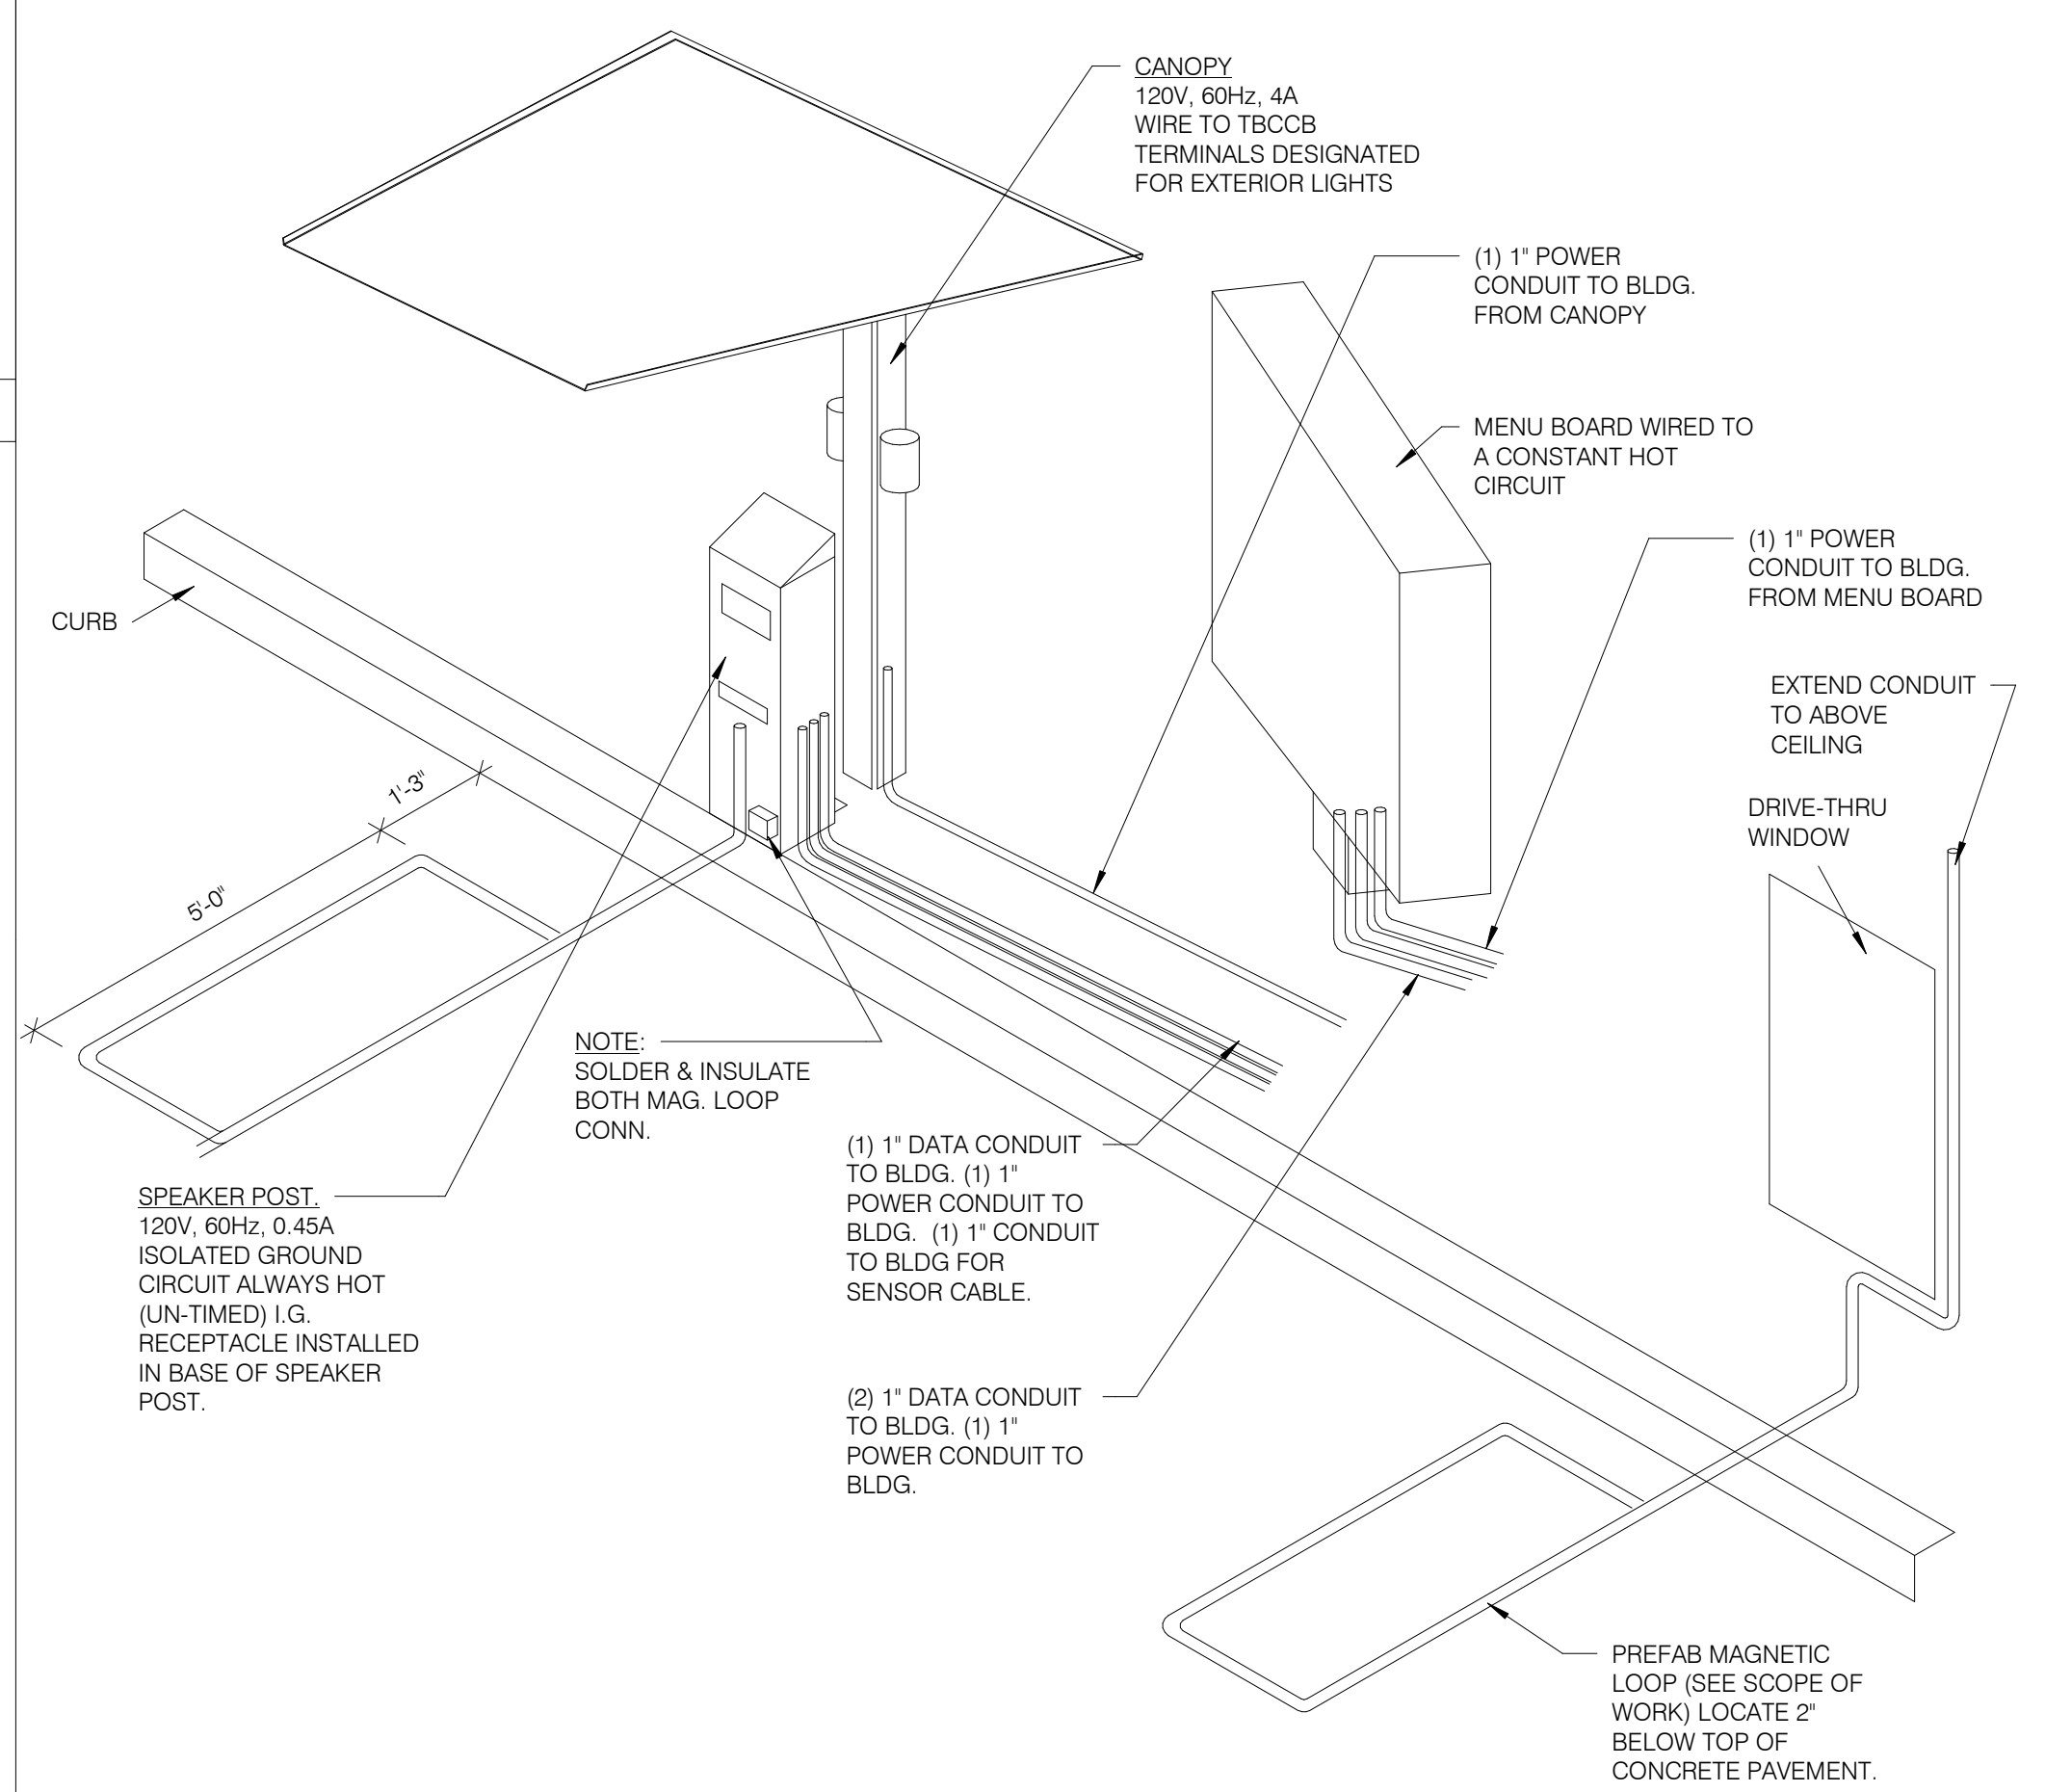 CANOPY
120V, 60Hz, 4A
WIRE TO TBCCB
TERMINALS DESIGNATED
FOR EXTERIOR LIGHTS
(1) 1" POWER
CONDUIT TO BLDG.
FROM CANOPY
MENU BOARD WIRED TO
A CONSTANT HOT
CIRCUIT
(1) 1" POWER
CONDUIT TO BLDG.
FROM MENU BOARD
CURB
EXTEND CONDUIT
TO ABOVE
CEILING
DRIVE-THRU
WINDOW
1'-3"
5'-0"
NOTE:
SOLDER & INSULATE
BOTH MAG. LOOP
CONN.
SPEAKER POST.
120V, 60Hz, 0.45A
ISOLATED GROUND
CIRCUIT ALWAYS HOT
(UN-TIMED) I.G.
RECEPTACLE INSTALLED
IN BASE OF SPEAKER
POST.
(1) 1" DATA CONDUIT
TO BLDG. (1) 1"
POWER CONDUIT TO
BLDG. (1) 1" CONDUIT
TO BLDG FOR
SENSOR CABLE.
(2) 1" DATA CONDUIT
TO BLDG. (1) 1"
POWER CONDUIT TO
BLDG.
PREFAB MAGNETIC
LOOP (SEE SCOPE OF
WORK) LOCATE 2"
BELOW TOP OF
CONCRETE PAVEMENT.